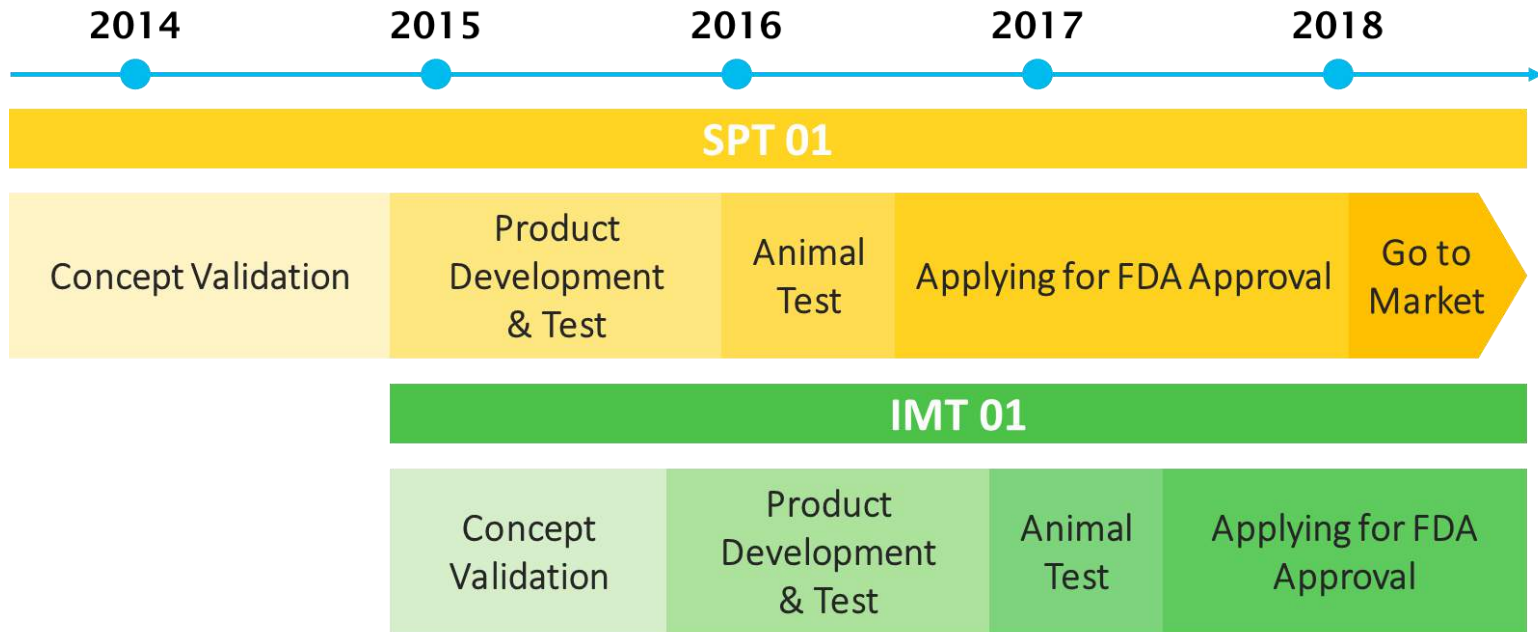 2014 2015 2016 2017 2018
SPT 01
Concept Validation
Product
Development
& Test
Animal
Test
Applying for FDA Approval
Go to
Market
IMT 01
Concept
Validation
Product
Development
& Test
Animal
Test
Applying for FDA
Approval